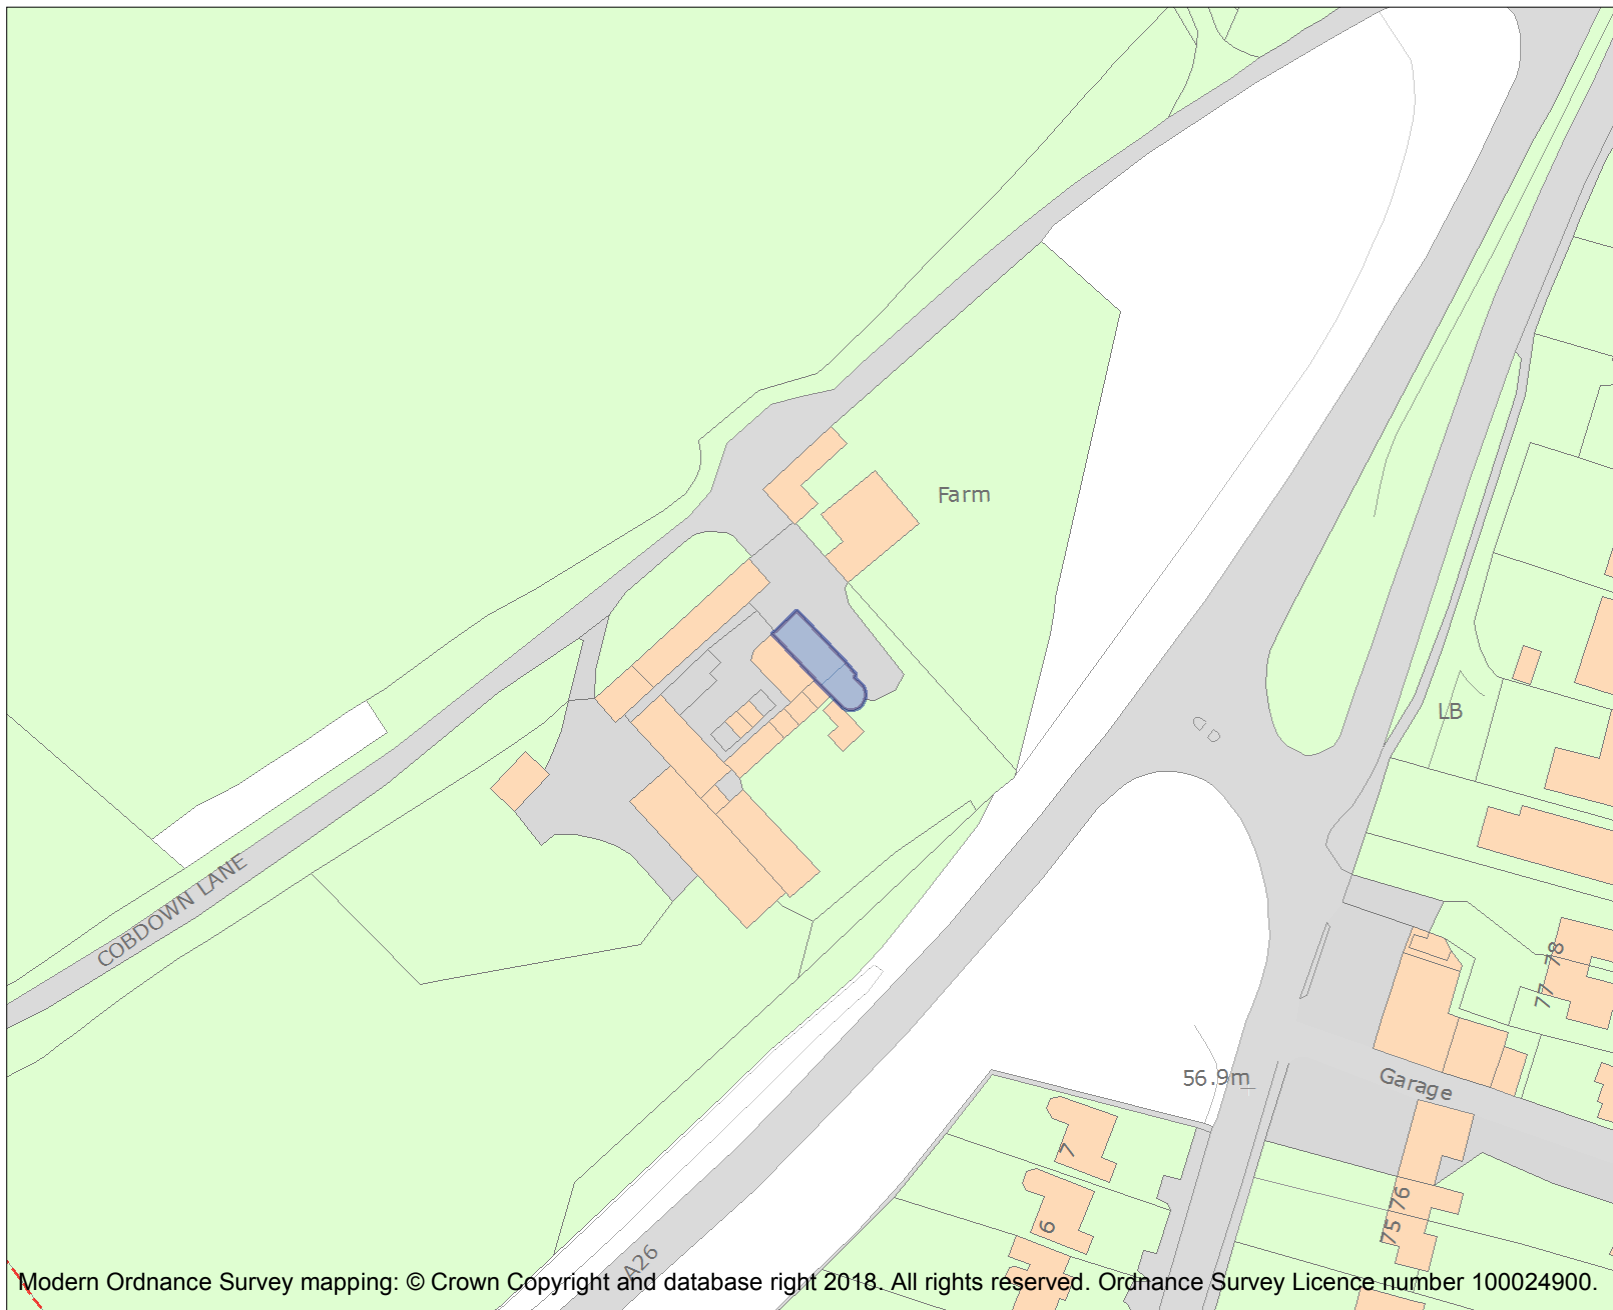 Farm
LB
COBDOWN LANE
78
77
56.9m
Garage
7
76
6
75
A26
Modern Ordnance Survey mapping: © Crown Copyright and database right 2018. All rights reserved. Ordnance Survey Licence number 100024900.